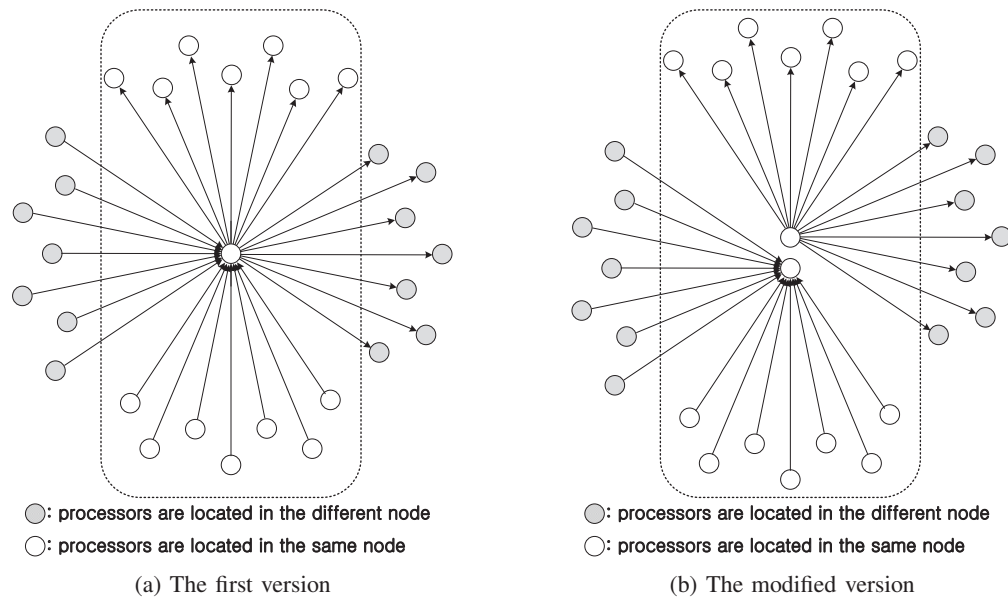 : processors are located in the different node
: processors are located in the same node
(a) The first version
: processors are located in the different node
: processors are located in the same node
(b) The modified version